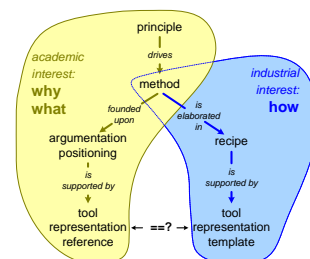 principle
academic
interest:
why
what
drives
method
industrial
interest:
how
founded
upon
is
elaborated
in
argumentation
positioning
recipe
is
supported by
is
supported by
tool
representation
reference
==?
tool
representation
template